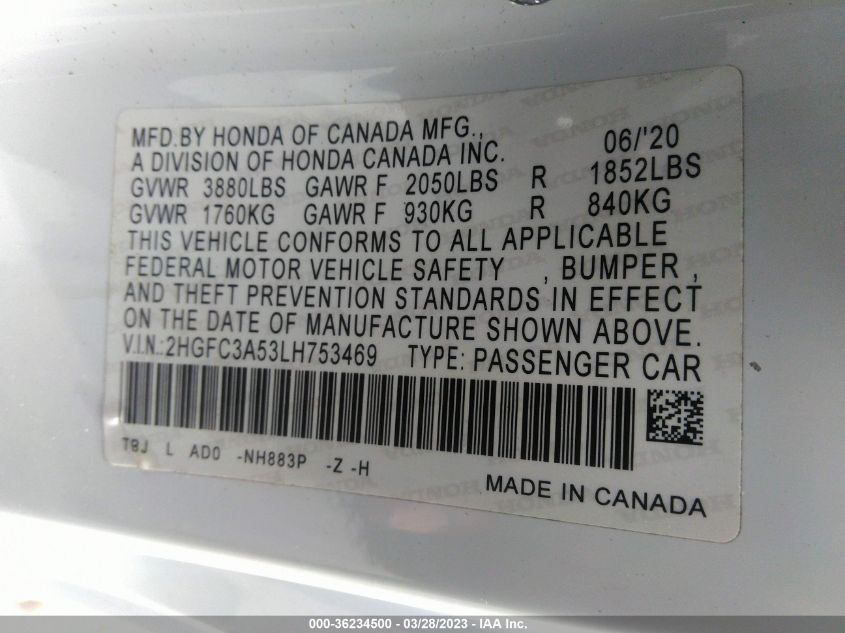 MFD.BY HONDA OF CANADA MFG., 06/'20
A DIVISION OF HONDA CANADA INC.
GVWR 3880LBS GAWR F 2050LBS R 1852LBS
GVWR 1760KG GAWR F 930KG R 840KG
THIS VEHICLE CONFORMS TO ALL APPLICABLE
FEDERAL MOTOR VEHICLE SAFETY , BUMPER ,
AND THEFT PREVENTION STANDARDS IN EFFECT
ON THE DATE OF MANUFACTURE SHOWN ABOVE.
V.I.N.:2HGFC3A53LH753469 TYPE: PASSENGER CAR
TBJ L AD0 -NH883P -Z -H
MADE IN CANADA
000-36234500 - 03/28/2023 - IAA Inc.